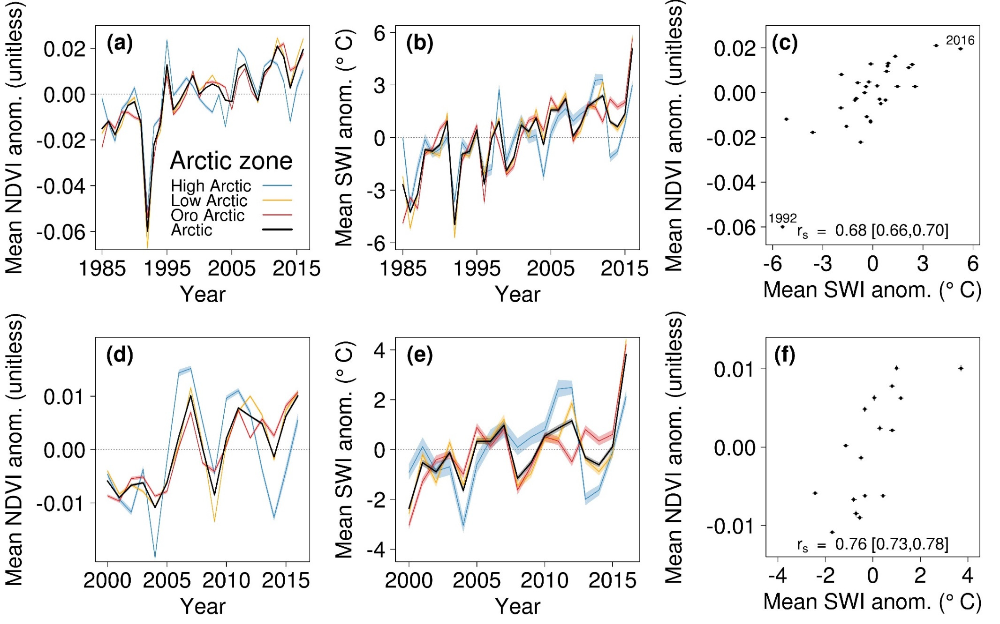 Mean NDVI anom. (unitless)
(a)
0.02
0.00
-0.02
-0.04
-0.06
Arctic zone
High Arctic
Low Arctic
Oro Arctic
Arctic
1985 1995 2005 2015
Year
Mean SWI anom. (° C)
(b)
6
3
0
-3
-6
1985 1995 2005 2015
Year
Mean NDVI anom. (unitless)
(c)
2016
0.02
0.00
-0.02
-0.04
-0.06
1992
rs = 0.68 [0.66,0.70]
-6 -3 0 3 6
Mean SWI anom. (° C)
Mean NDVI anom. (unitless)
(d)
0.01
0.00
-0.01
2000 2005 2010 2015
Year
Mean SWI anom. (° C)
(e)
4
2
0
-2
-4
2000 2005 2010 2015
Year
Mean NDVI anom. (unitless)
(f)
0.01
0.00
-0.01
rs = 0.76 [0.73,0.78]
-4 -2 0 2 4
Mean SWI anom. (° C)